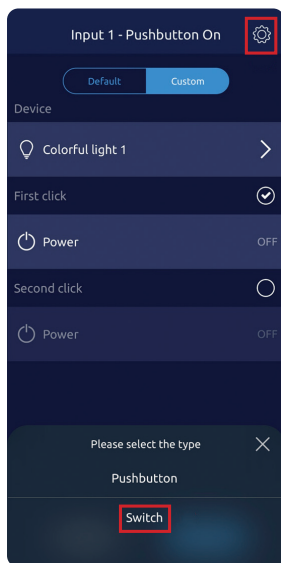 Input 1 - Pushbutton On
Default Custom
Device
Colorful light 1
First click
Power OFF
Second click
Power OFF
Please select the type
Pushbutton
Switch